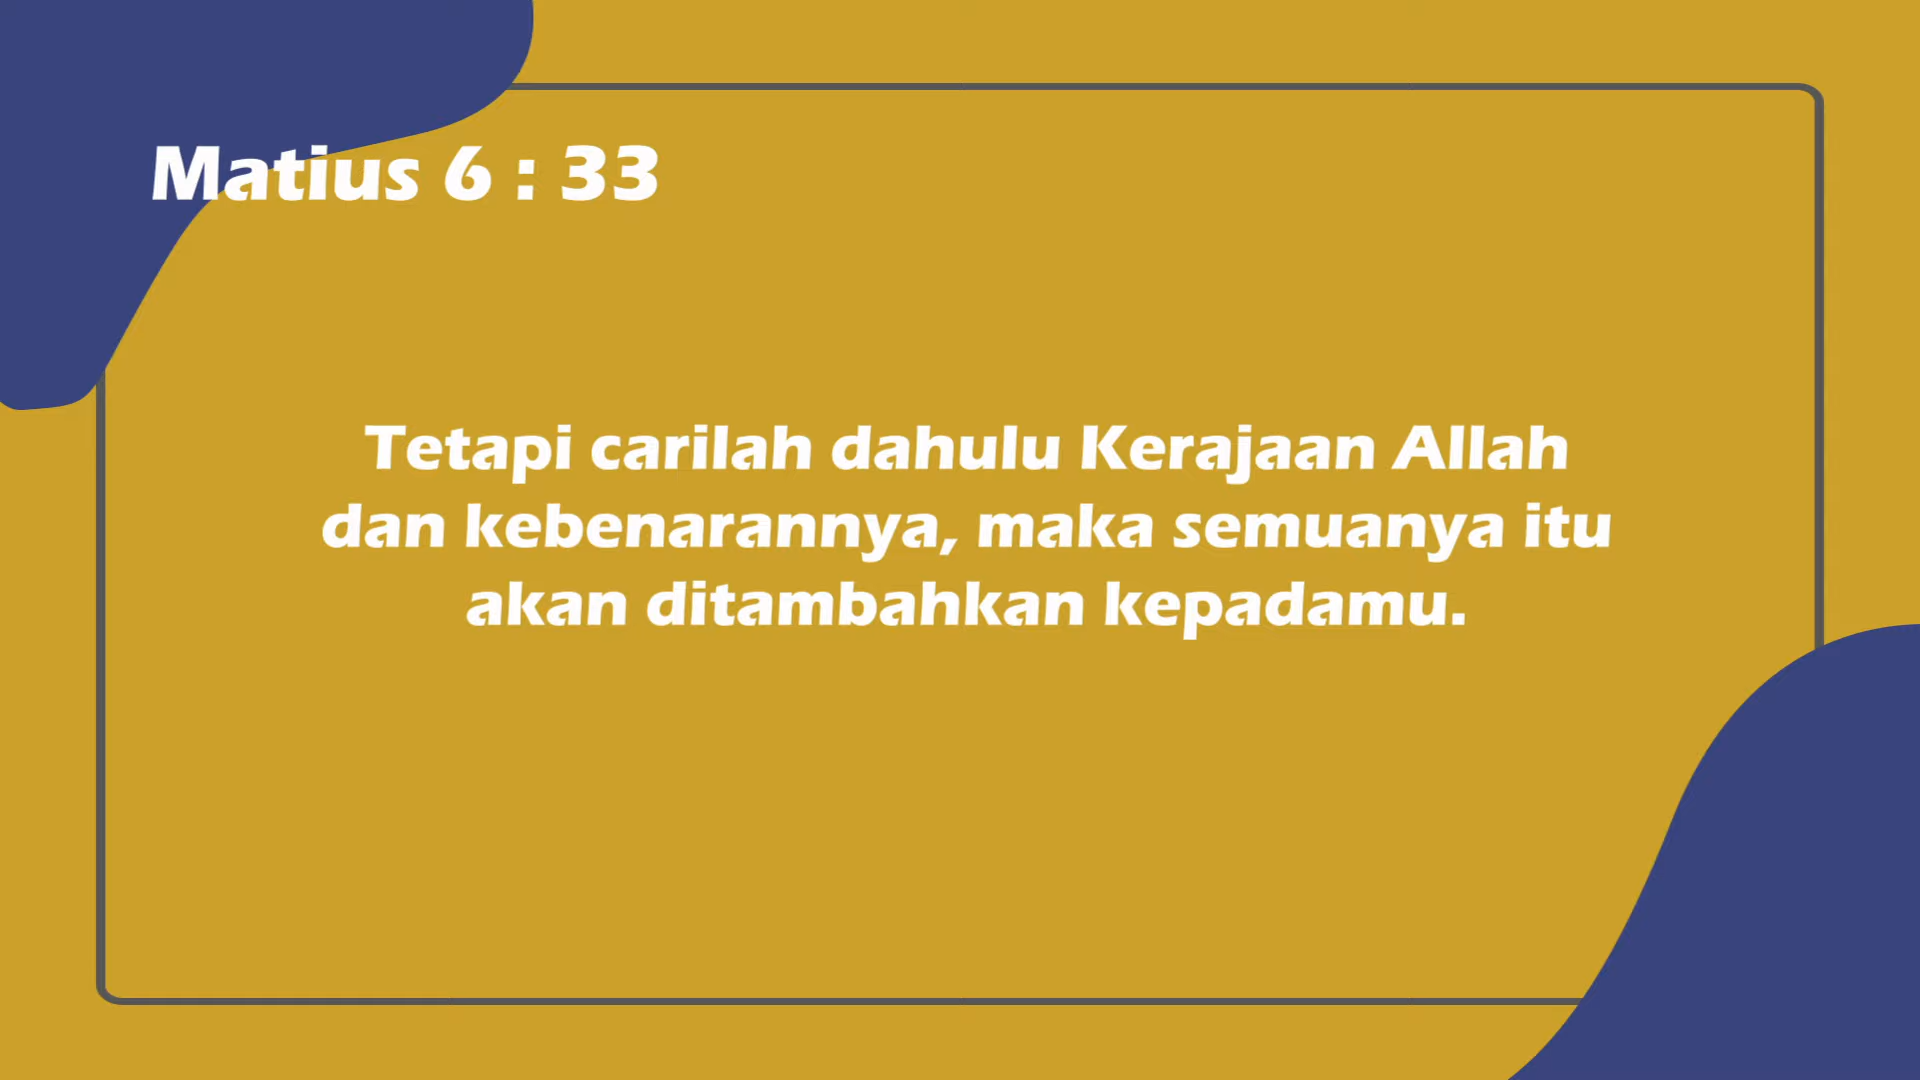 Matius 6 : 33
Tetapi carilah dahulu Kerajaan Allah
dan kebenarannya, maka semuanya itu
akan ditambahkan kepadamu.